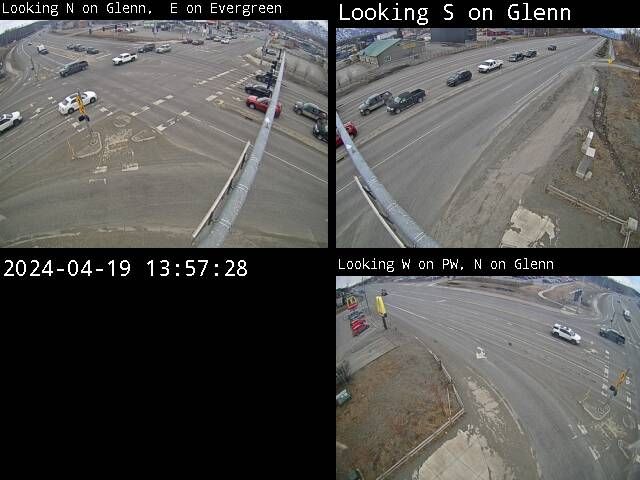 Looking N on Glenn,  E on Evergreen
Looking S on Glenn
2024-04-19 13:57:28
Looking W on PW, N on Glenn